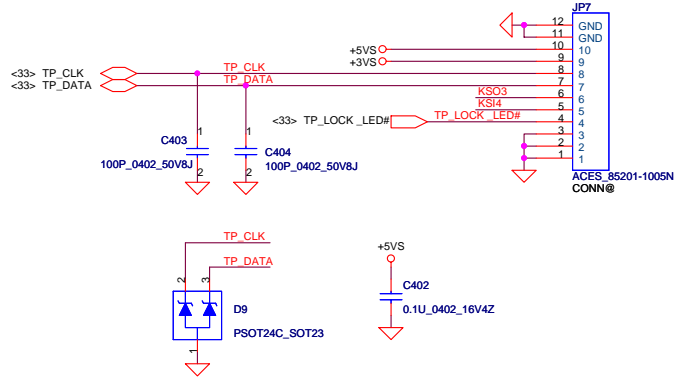 JP7
12 GND
11 GND
+5VS 10 10
+3VS 9 9
<33> TP_CLK TP_CLK 8 8
<33> TP_DATA TP_DATA 7 7
KSO3 6 6
KSI4 5 5
<33> TP_LOCK _LED# TP_LOCK _LED# 4 4
3 3
2 2
1 1
ACES_85201-1005N
CONN@
1 C403
100P_0402_50V8J
2
1 C404
100P_0402_50V8J
2
TP_CLK
TP_DATA
2 3
D9
PSOT24C_SOT23
1
+5VS
C402
0.1U_0402_16V4Z